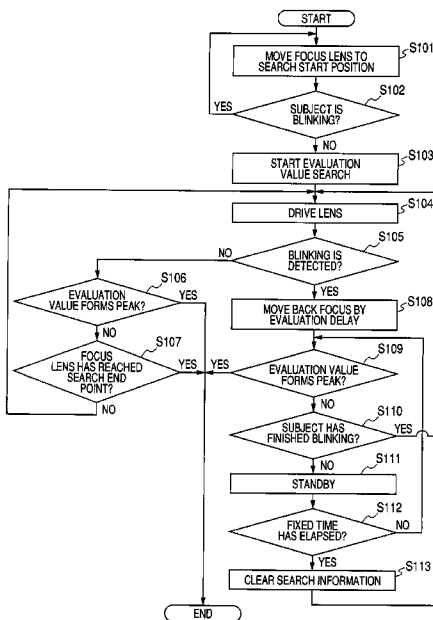 START
S101
MOVE FOCUS LENS TO
SEARCH START POSITION
S102
YES
SUBJECT IS
BLINKING?
NO
S103
START EVALUATION
VALUE SEARCH
S104
DRIVE LENS
S105
NO
BLINKING IS
DETECTED?
S106
YES
EVALUATION
VALUE FORMS PEAK?
YES
S108
MOVE BACK FOCUS BY
EVALUATION DELAY
NO
S107
S109
FOCUS
LENS HAS REACHED
SEARCH END
POINT?
YES
YES
EVALUATION VALUE
FORMS PEAK?
NO
NO
S110
SUBJECT HAS
FINISHED BLINKING?
YES
NO
S111
STANDBY
S112
FIXED TIME
HAS ELAPSED?
NO
YES
S113
CLEAR SEARCH INFORMATION
END